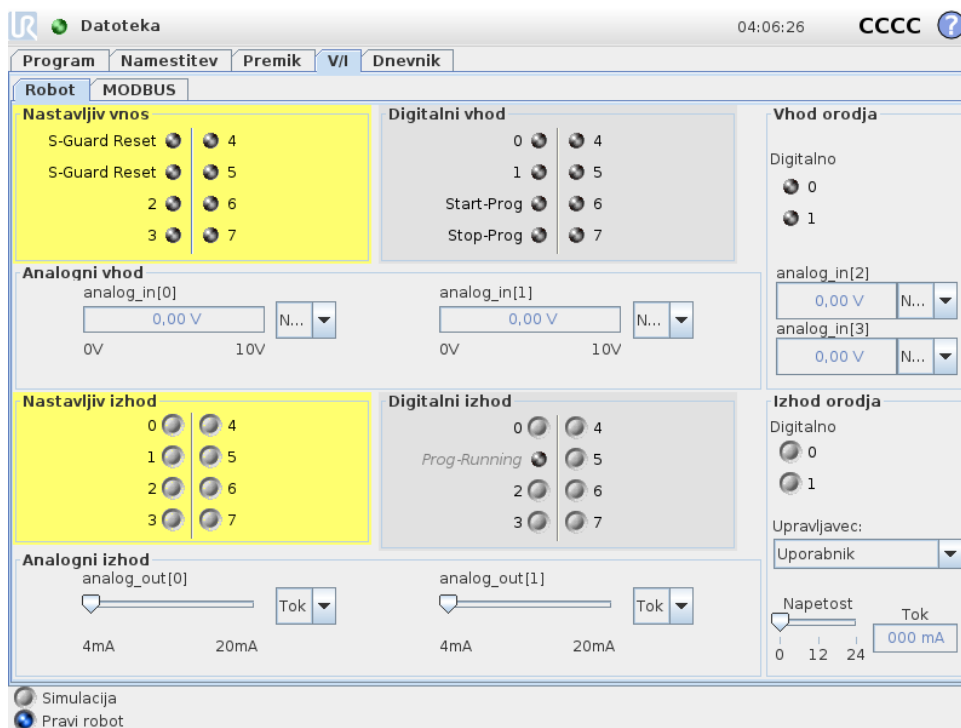 UR Datoteka 04:06:26 CCCC ?
Program Namestitev Premik V/I Dnevnik
Robot MODBUS
Nastavljiv vnos
S-Guard Reset 4
S-Guard Reset 5
2 6
3 7
Digitalni vhod
0 4
1 5
Start-Prog 6
Stop-Prog 7
Vhod orodja
Digitalno
0
1
analog_in[2]
0,00 V N...
analog_in[3]
0,00 V N...
Analogni vhod
analog_in[0]
0,00 V N...
0V 10V
analog_in[1]
0,00 V N...
0V 10V
Nastavljiv izhod
0 4
1 5
2 6
3 7
Digitalni izhod
0 4
Prog-Running 5
2 6
3 7
Izhod orodja
Digitalno
0
1
Upravljavec:
Uporabnik
Napetost
0 12 24
Tok
000 mA
Analogni izhod
analog_out[0]
Tok
4mA 20mA
analog_out[1]
Tok
4mA 20mA
Simulacija
Pravi robot